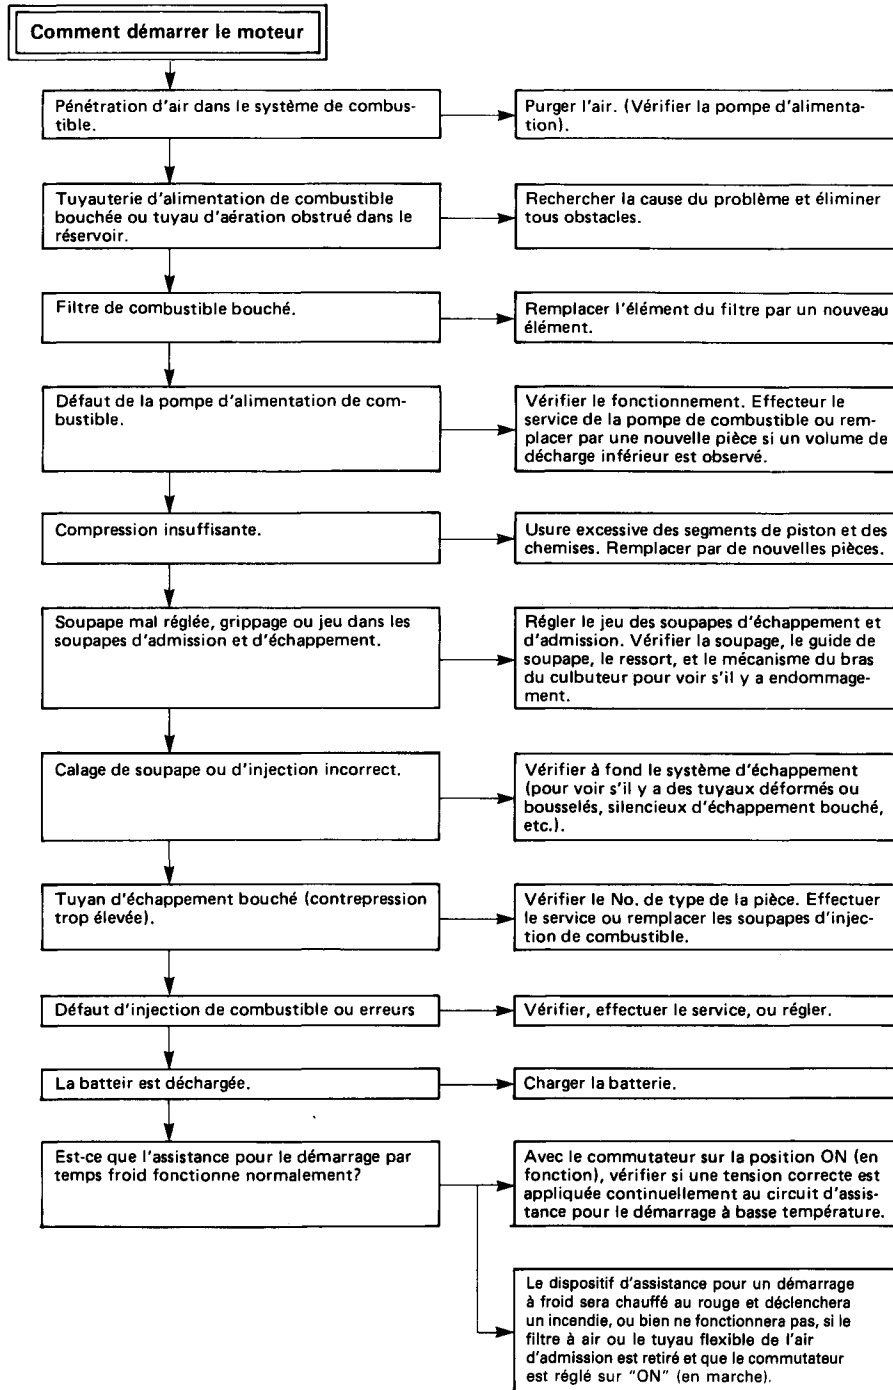 Comment démarrer le moteur
Pénétration d'air dans le système de combus-
tible.
Purger l'air. (Vérifier la pompe d'alimenta-
tion).
Tuyauterie d'alimentation de combustible
bouchée ou tuyau d'aération obstrué dans le
réservoir.
Rechercher la cause du problème et éliminer
tous obstacles.
Filtre de combustible bouché.
Remplacer l'élément du filtre par un nouveau
élément.
Défaut de la pompe d'alimentation de com-
bustible.
Vérifier le fonctionnement. Effecteur le
service de la pompe de combustible ou rem-
placer par une nouvelle pièce si un volume de
décharge inférieur est observé.
Compression insuffisante.
Usure excessive des segments de piston et des
chemises. Remplacer par de nouvelles pièces.
Soupape mal réglée, grippage ou jeu dans les
soupapes d'admission et d'échappement.
Régler le jeu des soupapes d'échappement et
d'admission. Vérifier la soupage, le guide de
soupape, le ressort, et le mécanisme du bras
du culbuteur pour voir s'il y a endommage-
ment.
Calage de soupape ou d'injection incorrect.
Vérifier à fond le système d'échappement
(pour voir s'il y a des tuyaux déformés ou
bousselés, silencieux d'échappement bouché,
etc.).
Tuyan d'échappement bouché (contrepression
trop élevée).
Vérifier le No. de type de la pièce. Effectuer
le service ou remplacer les soupapes d'injec-
tion de combustible.
Défaut d'injection de combustible ou erreurs
Vérifier, effectuer le service, ou régler.
La batteir est déchargée.
Charger la batterie.
Est-ce que l'assistance pour le démarrage par
temps froid fonctionne normalement?
Avec le commutateur sur la position ON (en
fonction), vérifier si une tension correcte est
appliquée continuellement au circuit d'assis-
tance pour le démarrage à basse température.
Le dispositif d'assistance pour un démarrage
à froid sera chauffé au rouge et déclenchera
un incendie, ou bien ne fonctionnera pas, si le
filtre à air ou le tuyau flexible de l'air
d'admission est retiré et que le commutateur
est réglé sur "ON" (en marche).